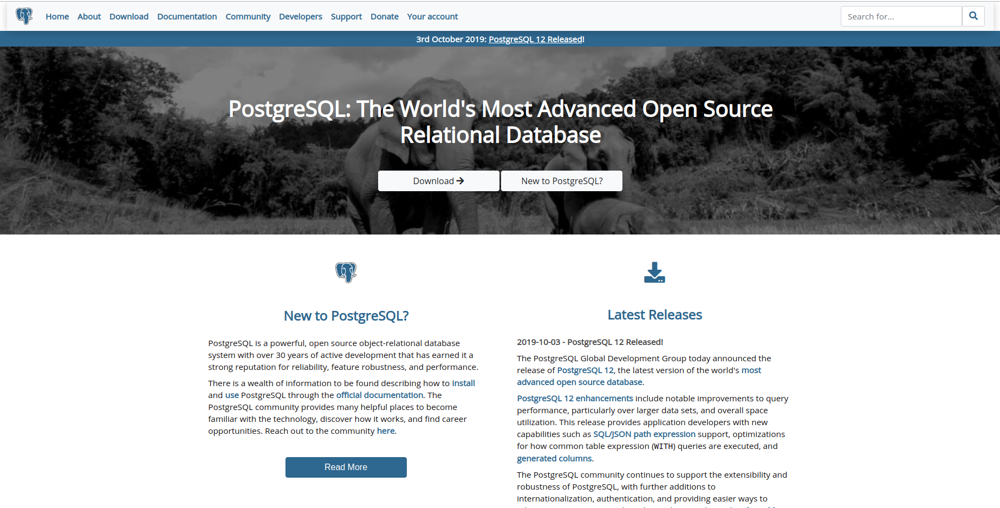 Home About Download Documentation Community Developers Support Donate Your account Search for...
3rd October 2019: PostgreSQL 12 Released!
PostgreSQL: The World's Most Advanced Open Source
Relational Database
Download
New to PostgreSQL?
New to PostgreSQL?
PostgreSQL is a powerful, open source object-relational database
system with over 30 years of active development that has earned it a
strong reputation for reliability, feature robustness, and performance.
There is a wealth of information to be found describing how to install
and use PostgreSQL through the official documentation. The
PostgreSQL community provides many helpful places to become
familiar with the technology, discover how it works, and find career
opportunities. Reach out to the community here.
Read More
Latest Releases
2019-10-03 - PostgreSQL 12 Released!
The PostgreSQL Global Development Group today announced the
release of PostgreSQL 12, the latest version of the world's most
advanced open source database.
PostgreSQL 12 enhancements include notable improvements to query
performance, particularly over larger data sets, and overall space
utilization. This release provides application developers with new
capabilities such as SQL/JSON path expression support, optimizations
for how common table expression (WITH) queries are executed, and
generated columns.
The PostgreSQL community continues to support the extensibility and
robustness of PostgreSQL, with further additions to
internationalization, authentication, and providing easier ways to